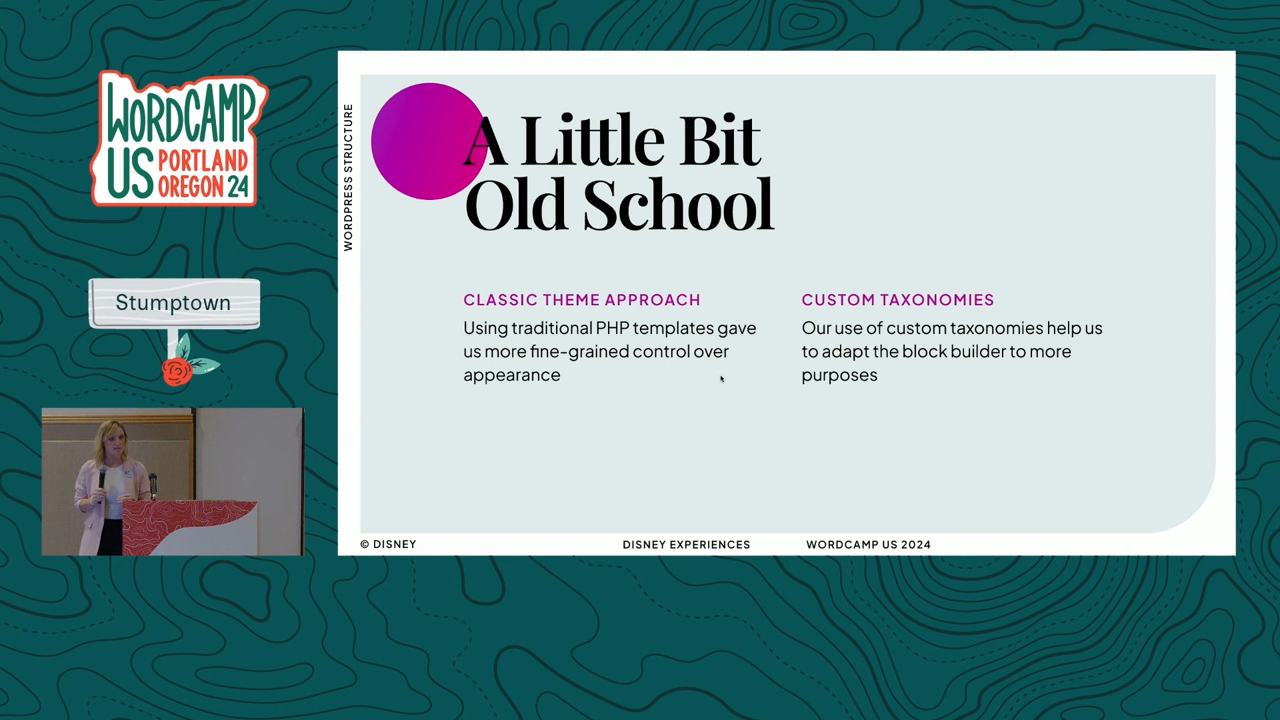 WORDCAMP
US PORTLAND
OREGON 24
Stumptown
WORDPRESS STRUCTURE
A Little Bit
Old School
CLASSIC THEME APPROACH
Using traditional PHP templates gave
us more fine-grained control over
appearance
CUSTOM TAXONOMIES
Our use of custom taxonomies help us
to adapt the block builder to more
purposes
© DISNEY
DISNEY EXPERIENCES
WORDCAMP US 2024